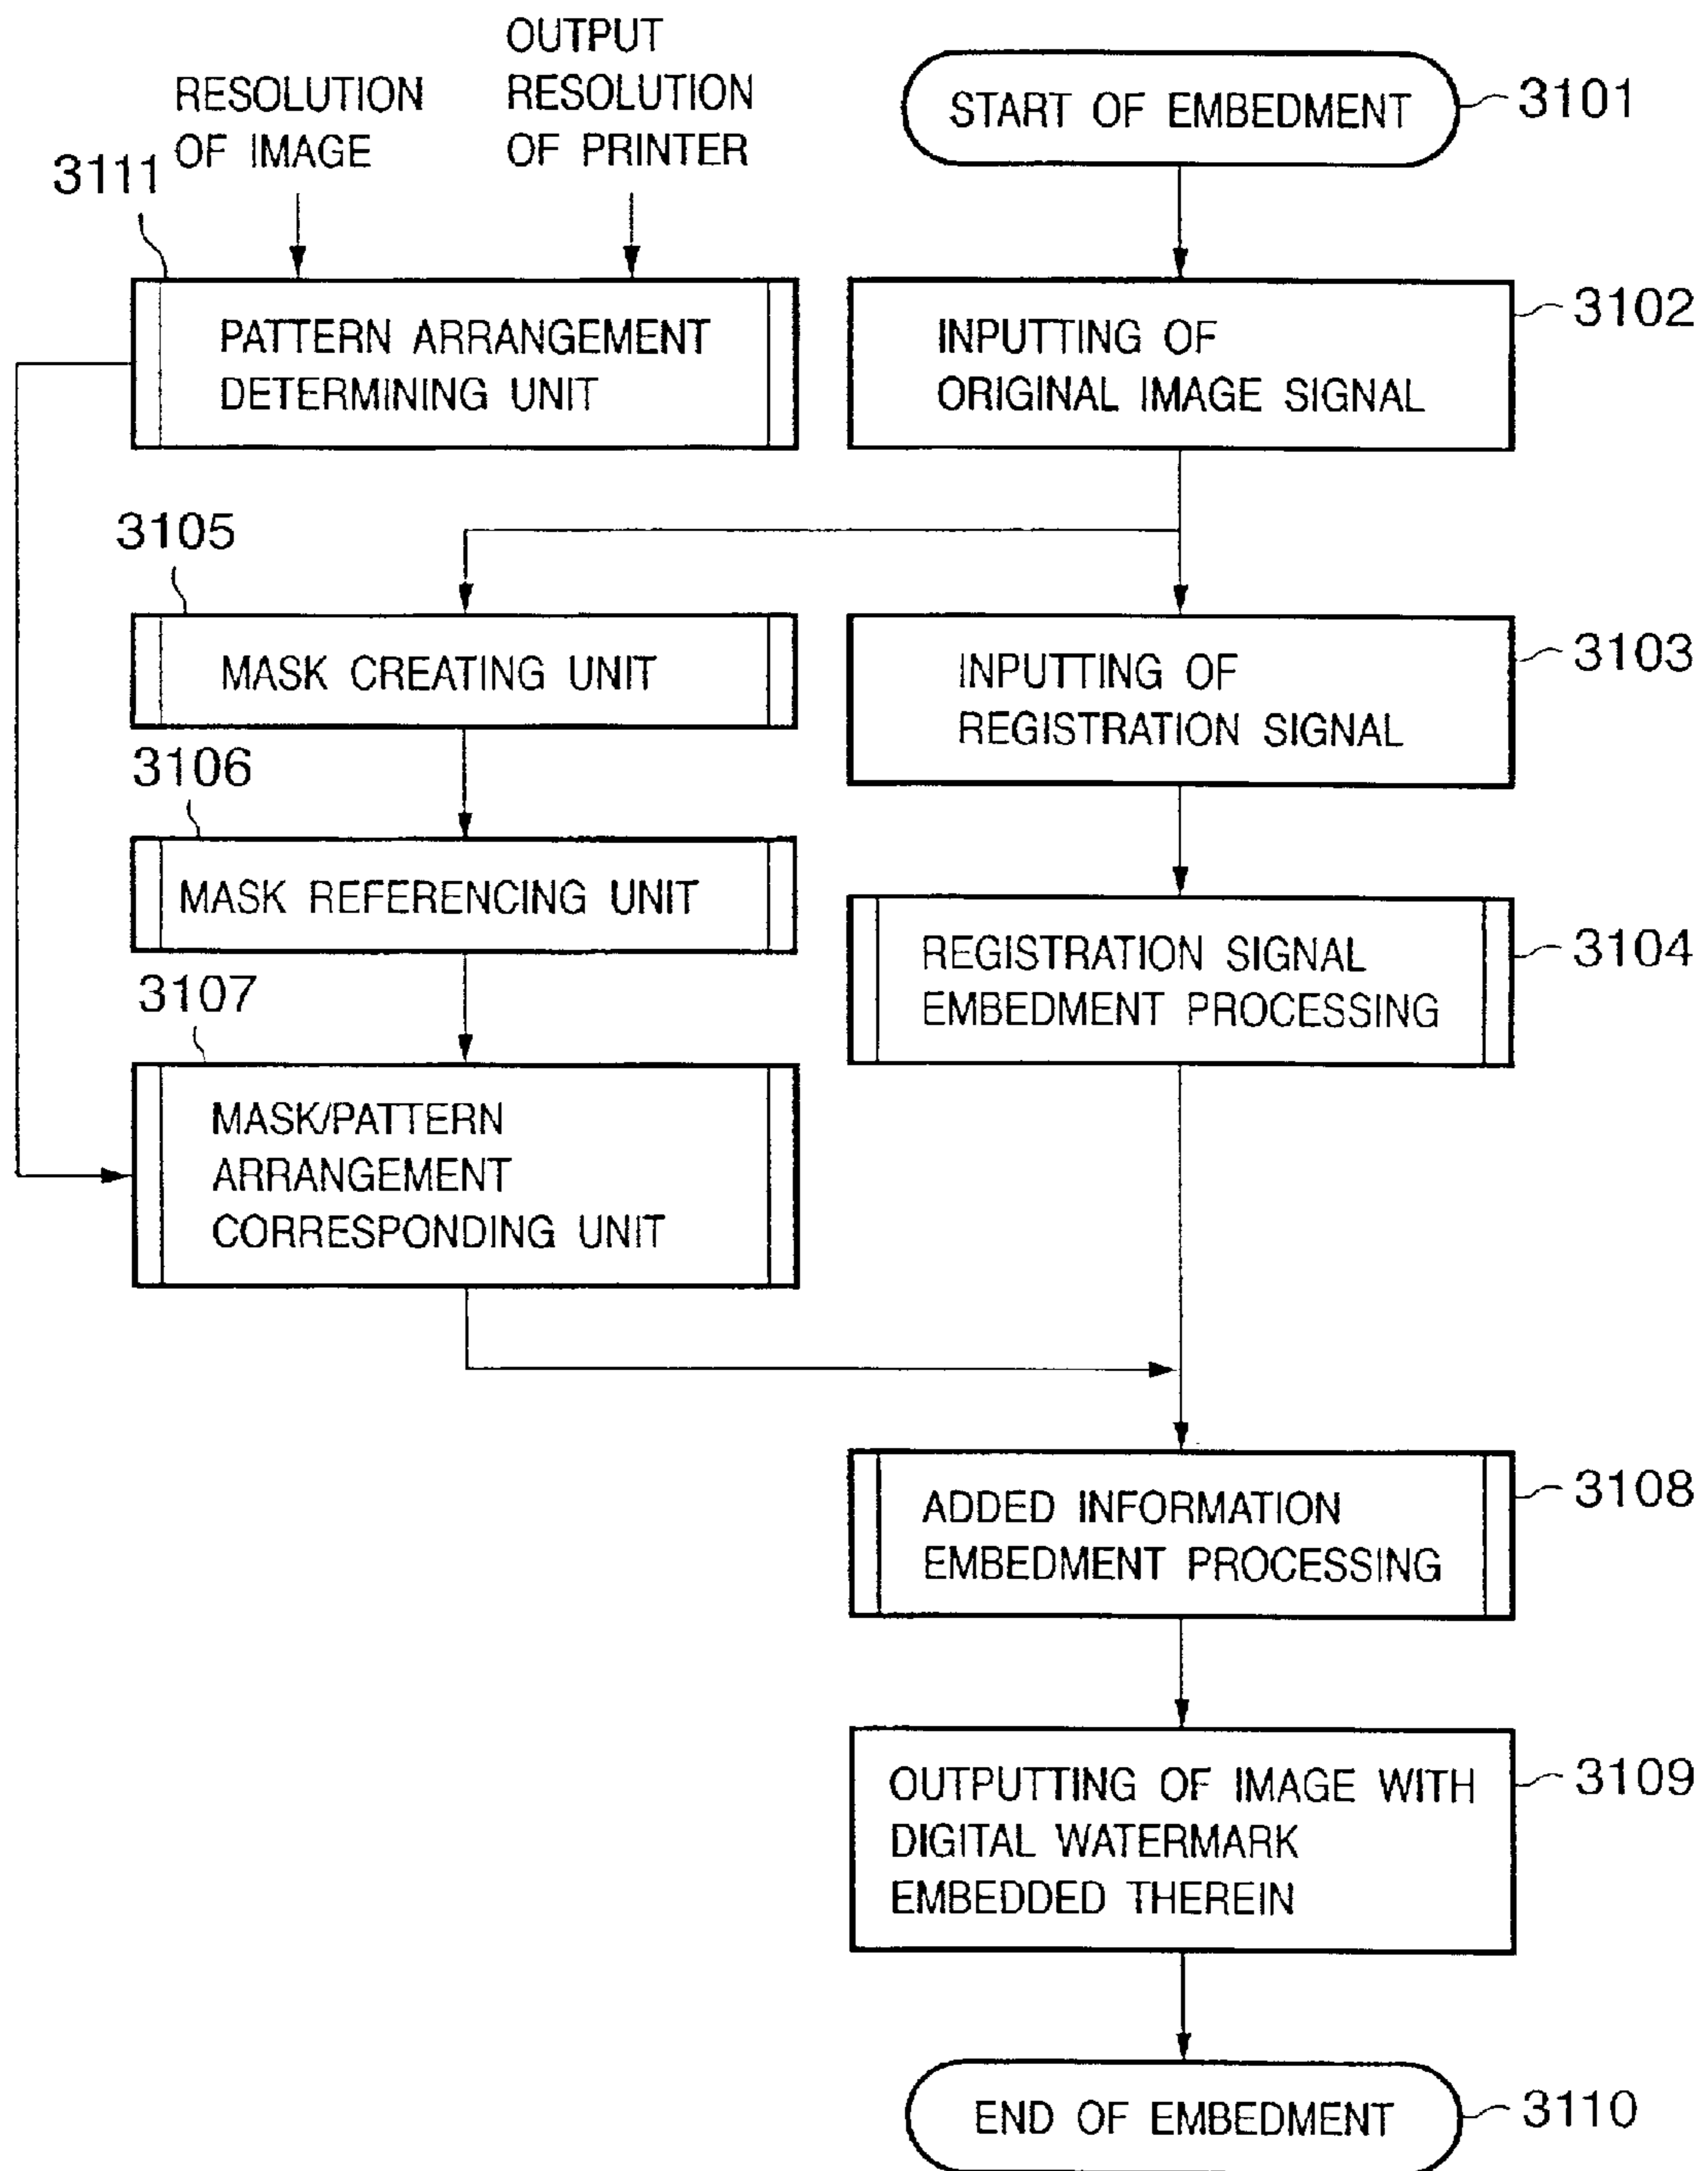 RESOLUTION
OF IMAGE
OUTPUT
RESOLUTION
OF PRINTER
START OF EMBEDMENT
3101
3111
PATTERN ARRANGEMENT
DETERMINING UNIT
INPUTTING OF
ORIGINAL IMAGE SIGNAL
3102
3105
MASK CREATING UNIT
INPUTTING OF
REGISTRATION SIGNAL
3103
3106
MASK REFERENCING UNIT
REGISTRATION SIGNAL
EMBEDMENT PROCESSING
3104
3107
MASK/PATTERN
ARRANGEMENT
CORRESPONDING UNIT
ADDED INFORMATION
EMBEDMENT PROCESSING
3108
OUTPUTTING OF IMAGE WITH
DIGITAL WATERMARK
EMBEDDED THEREIN
3109
END OF EMBEDMENT
3110